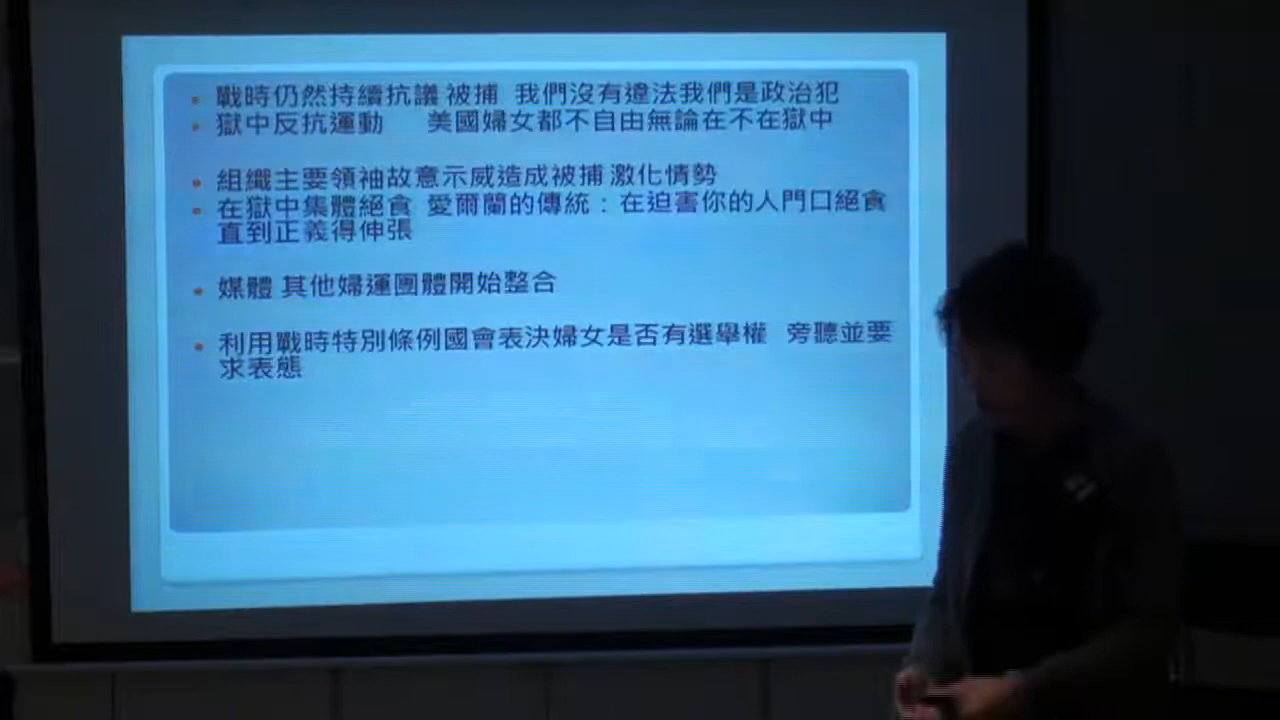 戰時仍然持續抗議 被捕 我們沒有違法我們是政治犯
獄中反抗運動 美國婦女都不自由無論在不在獄中
組織主要領袖故意示威造成被捕 激化情勢
在獄中集體絕食 愛爾蘭的傳統：在迫害你的人門口絕食
直到正義得伸張
媒體 其他婦運團體開始整合
利用戰時特別條例國會表決婦女是否有選舉權 旁聽並要
求表態